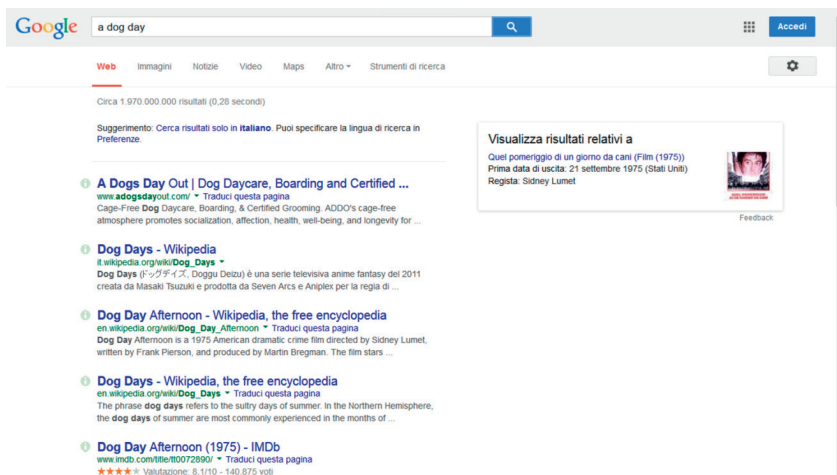 Google
a dog day
Accedi
Web Immagini Notizie Video Maps Altro Strumenti di ricerca
Circa 1.970.000.000 risultati (0,28 secondi)
Suggerimento: Cerca risultati solo in italiano. Puoi specificare la lingua di ricerca in
Preferenze.
A Dogs Day Out | Dog Daycare, Boarding and Certified ...
www.adogsdayout.com/ Traduci questa pagina
Cage-Free Dog Daycare, Boarding, & Certified Grooming. ADDO's cage-free
atmosphere promotes socialization, affection, health, well-being, and longevity for ...
Dog Days - Wikipedia
it.wikipedia.org/wiki/Dog_Days
Dog Days (ドッグデイズ, Doggu Deizu) è una serie televisiva anime fantasy del 2011
creata da Masaki Tsuzuki e prodotta da Seven Arcs e Aniplex per la regia di ...
Dog Day Afternoon - Wikipedia, the free encyclopedia
en.wikipedia.org/wiki/Dog_Day_Afternoon Traduci questa pagina
Dog Day Afternoon is a 1975 American dramatic crime film directed by Sidney Lumet,
written by Frank Pierson, and produced by Martin Bregman. The film stars ...
Dog Days - Wikipedia, the free encyclopedia
en.wikipedia.org/wiki/Dog_Days Traduci questa pagina
The phrase dog days refers to the sultry days of summer. In the Northern Hemisphere,
the dog days of summer are most commonly experienced in the months of ...
Dog Day Afternoon (1975) - IMDb
www.imdb.com/title/tt0072890/ Traduci questa pagina
Valutazione: 8,1/10 - 140.875 voti
Visualizza risultati relativi a
Quel pomeriggio di un giorno da cani (Film (1975))
Prima data di uscita: 21 settembre 1975 (Stati Uniti)
Regista: Sidney Lumet
Feedback